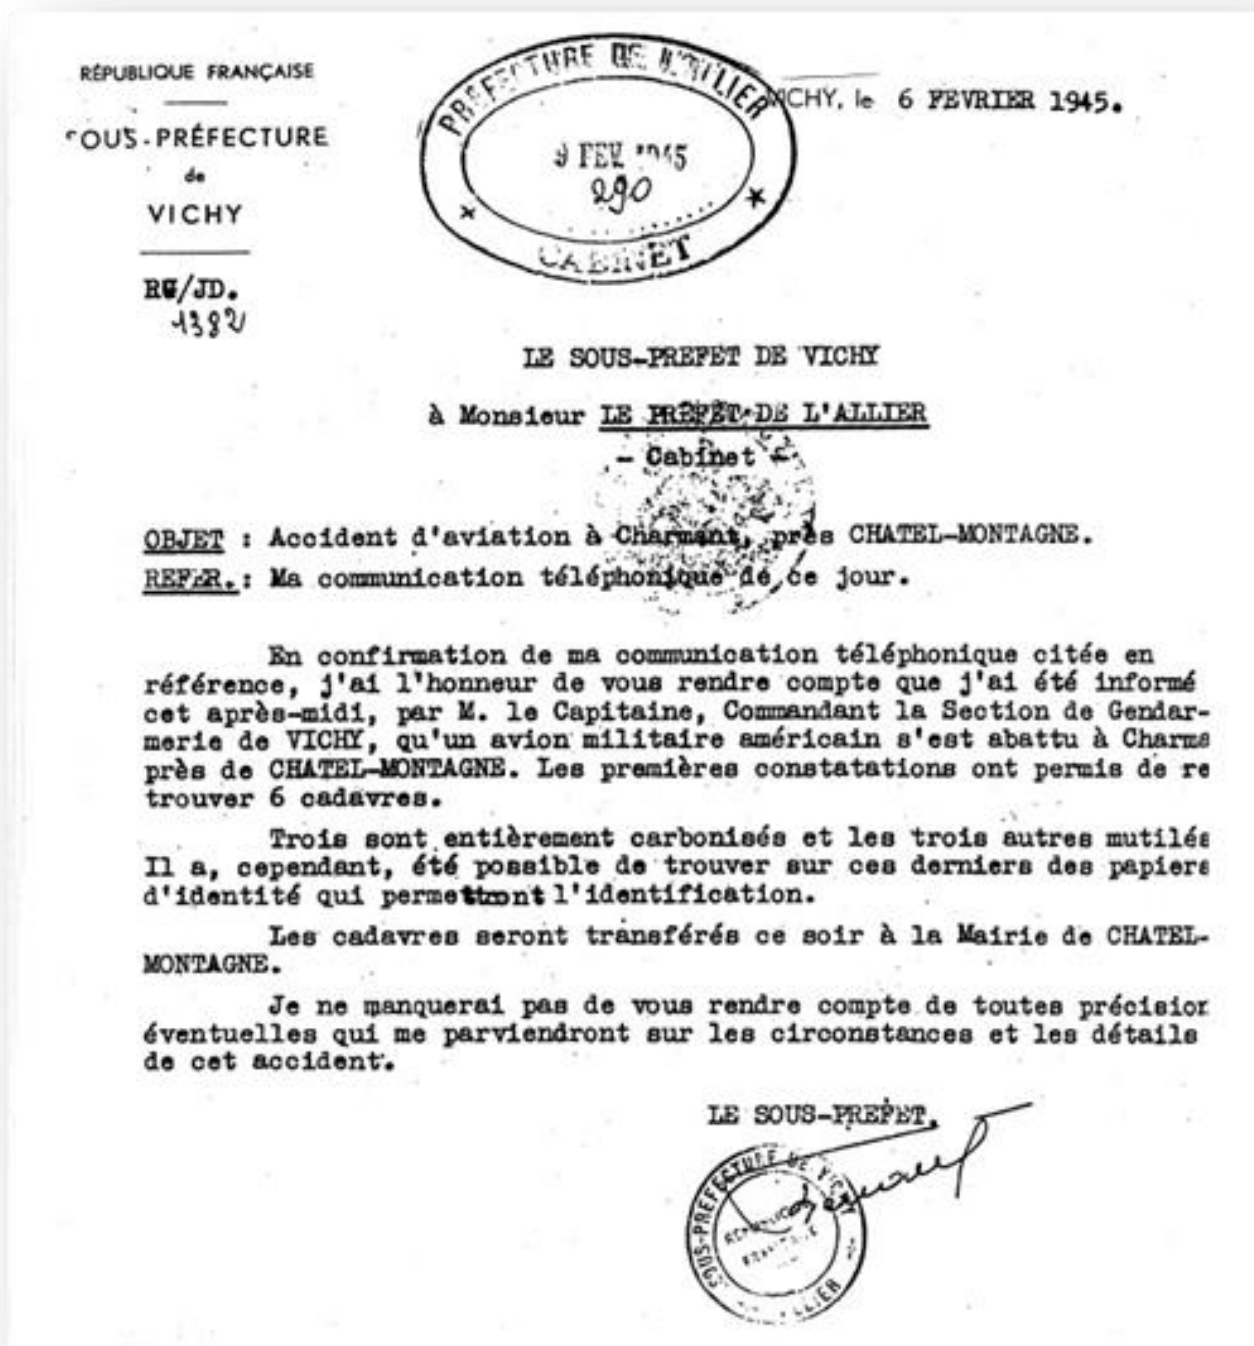 RÉPUBLIQUE FRANÇAISE
SOUS-PRÉFECTURE
de
VICHY
RG/JD.
1382
PREFECTURE DE L'ALLIER
9 FEV 1945
290
CABINET
VICHY, le 6 FEVRIER 1945.
LE SOUS-PREFET DE VICHY
à Monsieur LE PREFET DE L'ALLIER
- Cabinet -
OBJET : Accident d'aviation à Charmant, près CHATEL-MONTAGNE.
REFER. : Ma communication téléphonique de ce jour.
En confirmation de ma communication téléphonique citée en
référence, j'ai l'honneur de vous rendre compte que j'ai été informé
cet après-midi, par M. le Capitaine, Commandant la Section de Gendar-
merie de VICHY, qu'un avion militaire américain s'est abattu à Charma
près de CHATEL-MONTAGNE. Les premières constatations ont permis de re
trouver 6 cadavres.
Trois sont entièrement carbonisés et les trois autres mutilés
Il a, cependant, été possible de trouver sur ces derniers des papiers
d'identité qui permettront l'identification.
Les cadavres seront transférés ce soir à la Mairie de CHATEL-
MONTAGNE.
Je ne manquerai pas de vous rendre compte de toutes précision
éventuelles qui me parviendront sur les circonstances et les détails
de cet accident.
LE SOUS-PREFET,
SOUS-PREFECTURE DE VICHY
REPUBLIQUE
FRANÇAISE
ALLIER